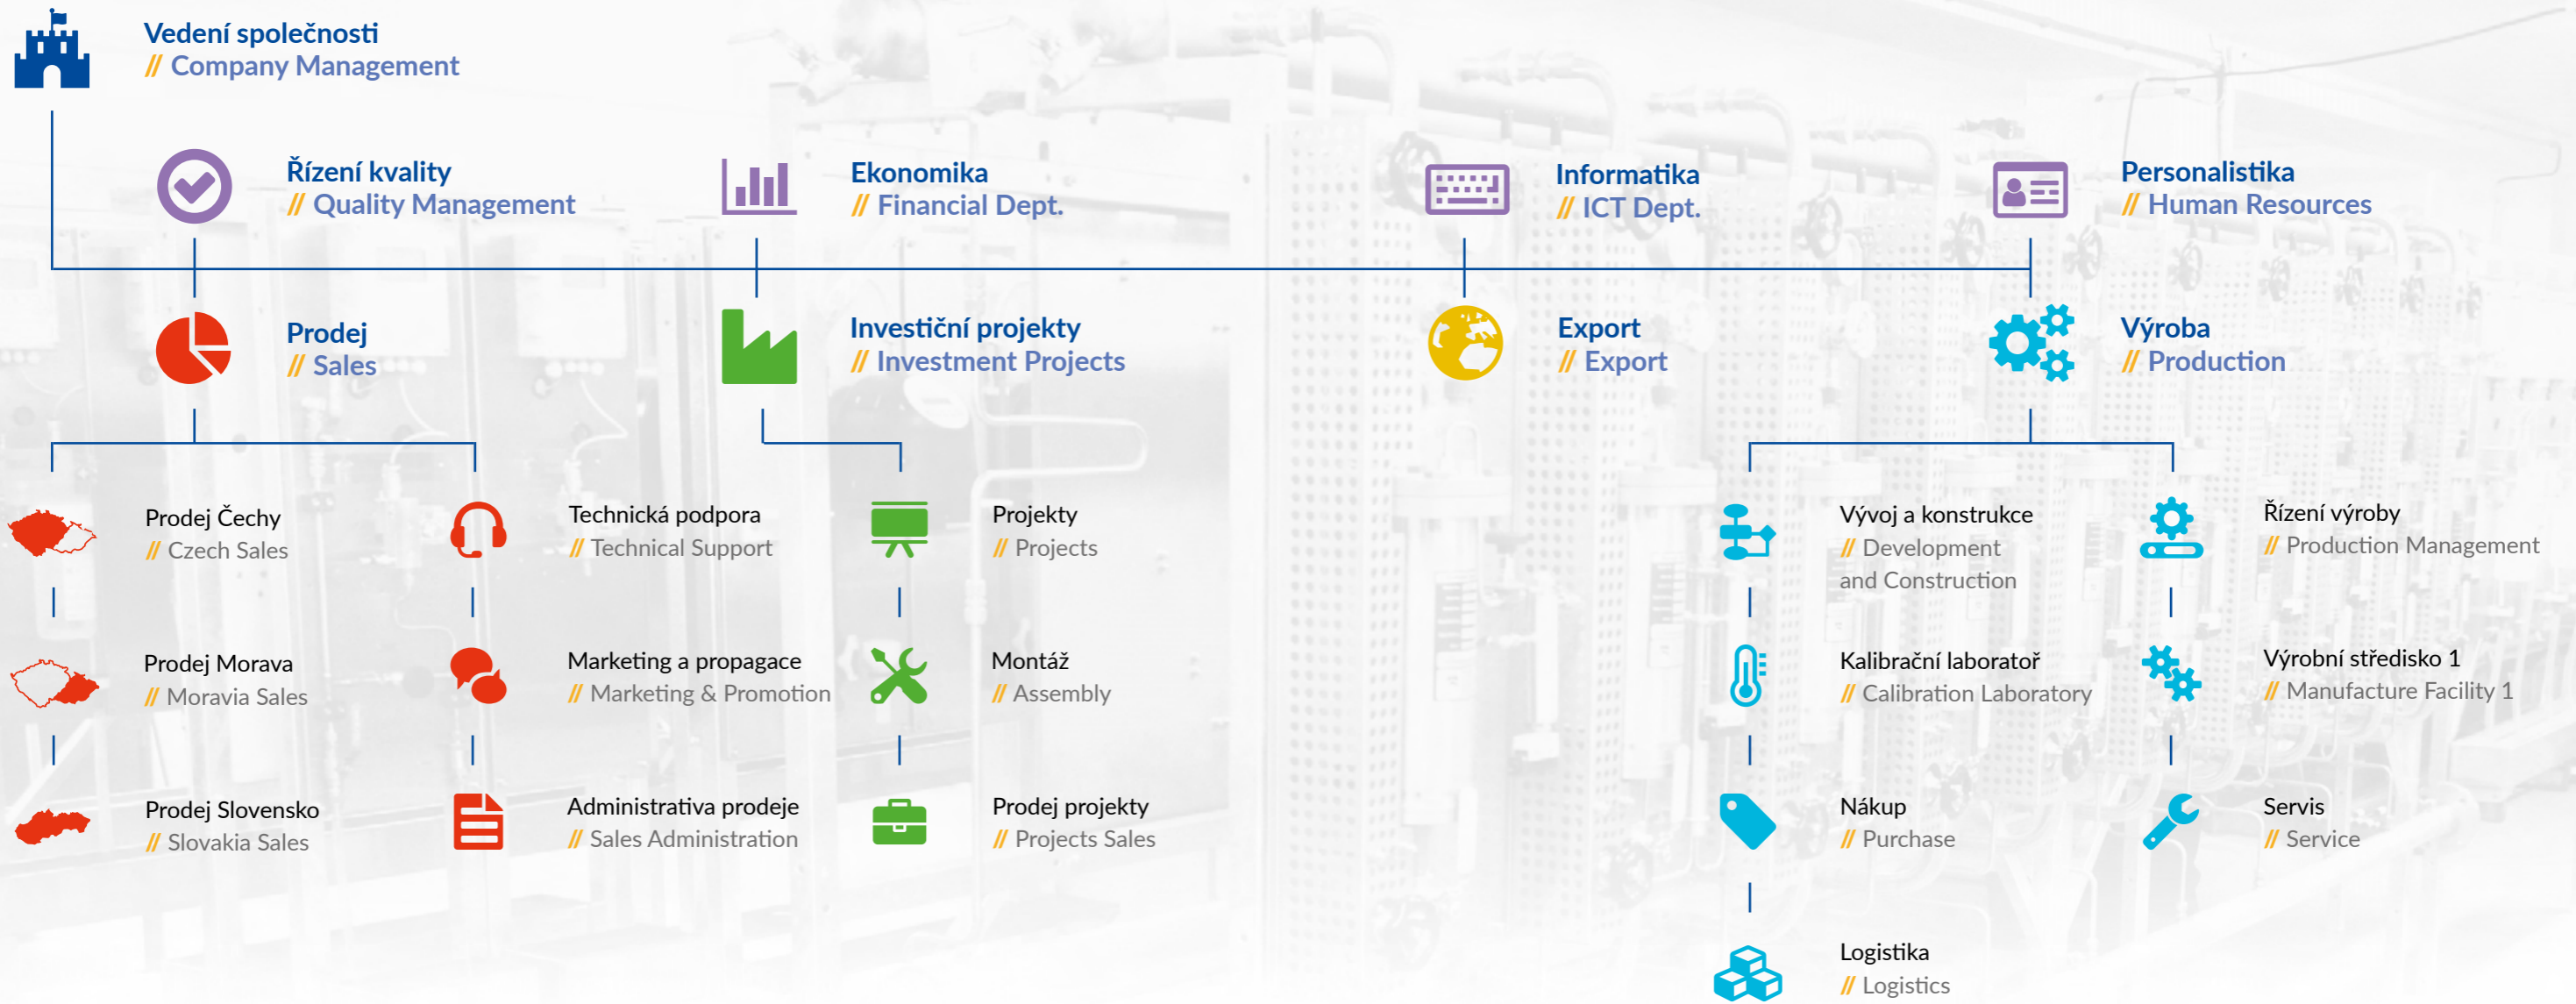 Vedení společnosti
// Company Management
Řízení kvality
// Quality Management
Ekonomika
// Financial Dept.
Informatika
// ICT Dept.
Personalistika
// Human Resources
Prodej
// Sales
Investiční projekty
// Investment Projects
Export
// Export
Výroba
// Production
Prodej Čechy
// Czech Sales
Technická podpora
// Technical Support
Projekty
// Projects
Vývoj a konstrukce
// Development
and Construction
Řízení výroby
// Production Management
Prodej Morava
// Moravia Sales
Marketing a propagace
// Marketing & Promotion
Montáž
// Assembly
Kalibrační laboratoř
// Calibration Laboratory
Výrobní středisko 1
// Manufacture Facility 1
Prodej Slovensko
// Slovakia Sales
Administrativa prodeje
// Sales Administration
Prodej projekty
// Projects Sales
Nákup
// Purchase
Servis
// Service
Logistika
// Logistics